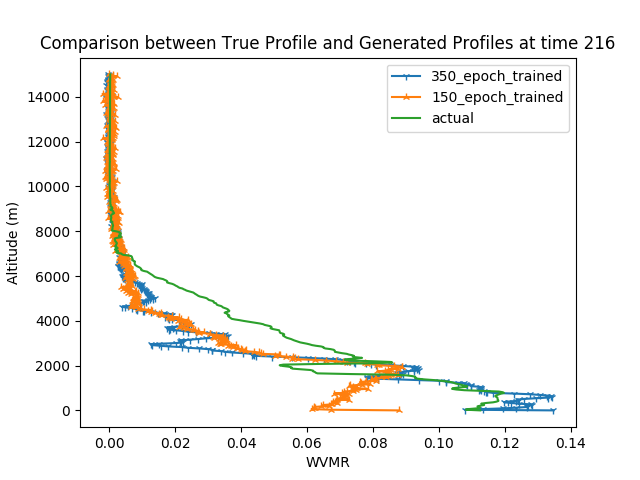 Comparison between True Profile and Generated Profiles at time 216
350_epoch_trained
150_epoch_trained
actual
14000
12000
10000
8000
6000
4000
2000
0
Altitude (m)
0.00 0.02 0.04 0.06 0.08 0.10 0.12 0.14
WVMR